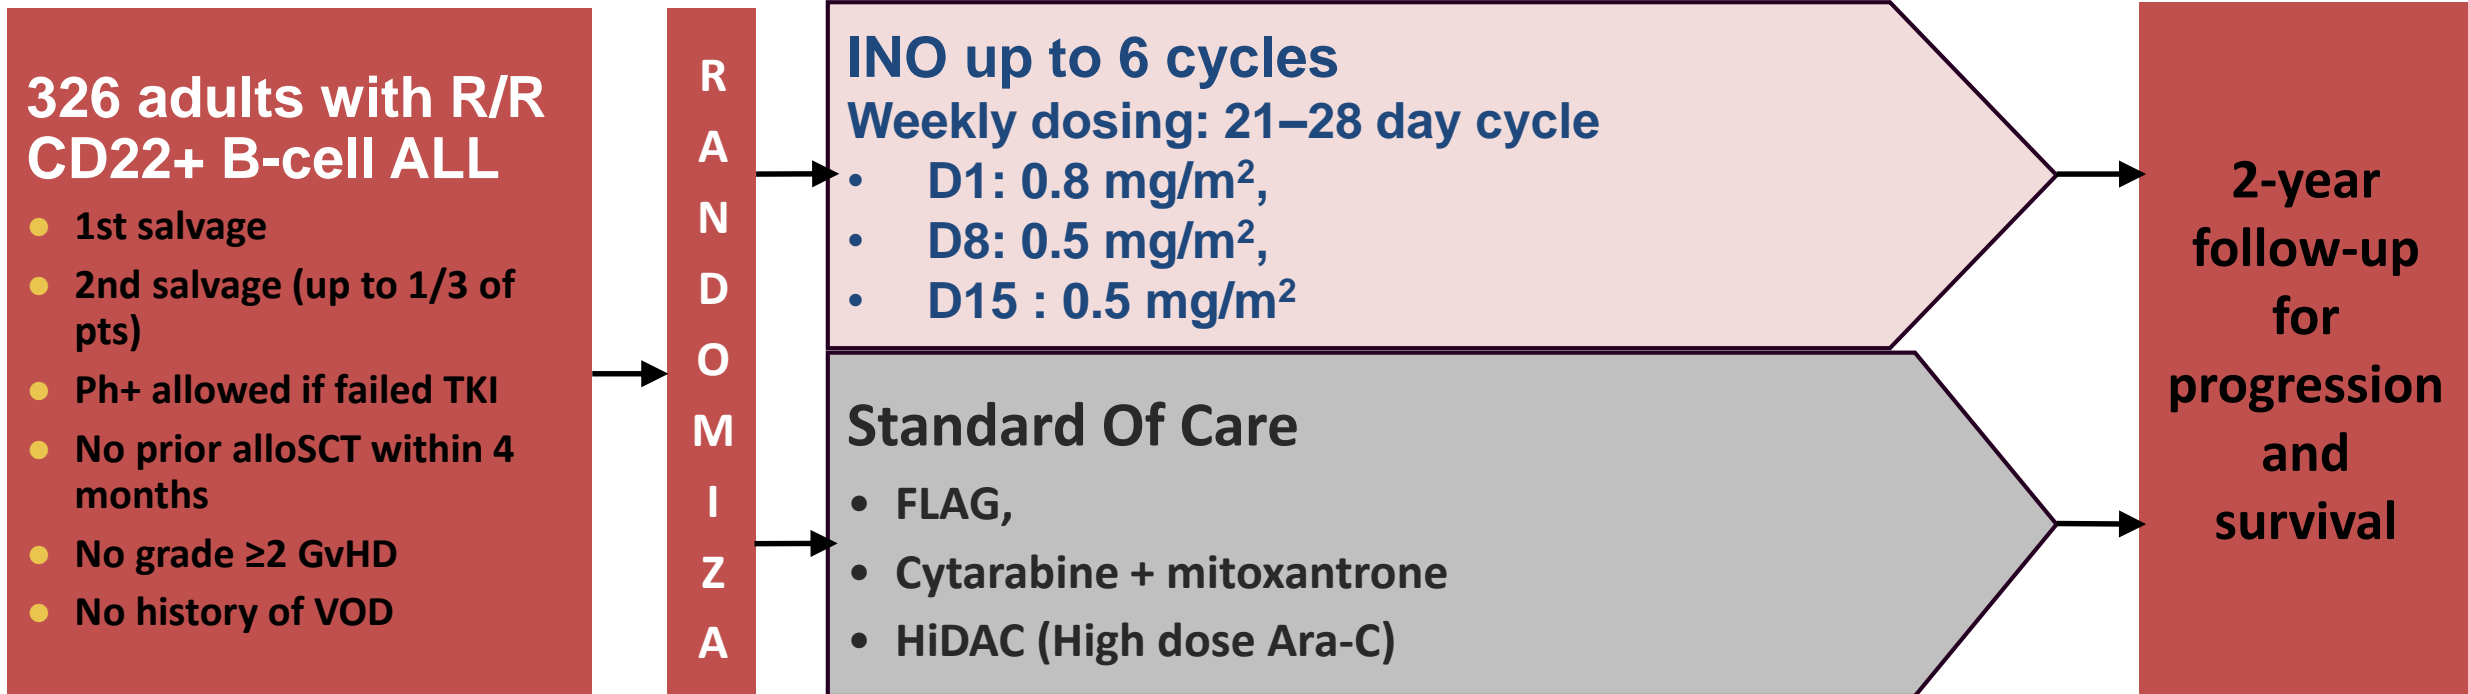 326 adults with R/R
CD22+ B-cell ALL
● 1st salvage
● 2nd salvage (up to 1/3 of
pts)
● Ph+ allowed if failed TKI
● No prior alloSCT within 4
months
● No grade ≥2 GvHD
● No history of VOD
R
A
N
D
O
M
I
Z
A
INO up to 6 cycles
Weekly dosing: 21–28 day cycle
• D1: 0.8 mg/m²,
• D8: 0.5 mg/m²,
• D15 : 0.5 mg/m²
Standard Of Care
• FLAG,
• Cytarabine + mitoxantrone
• HiDAC (High dose Ara-C)
2-year
follow-up
for
progression
and
survival